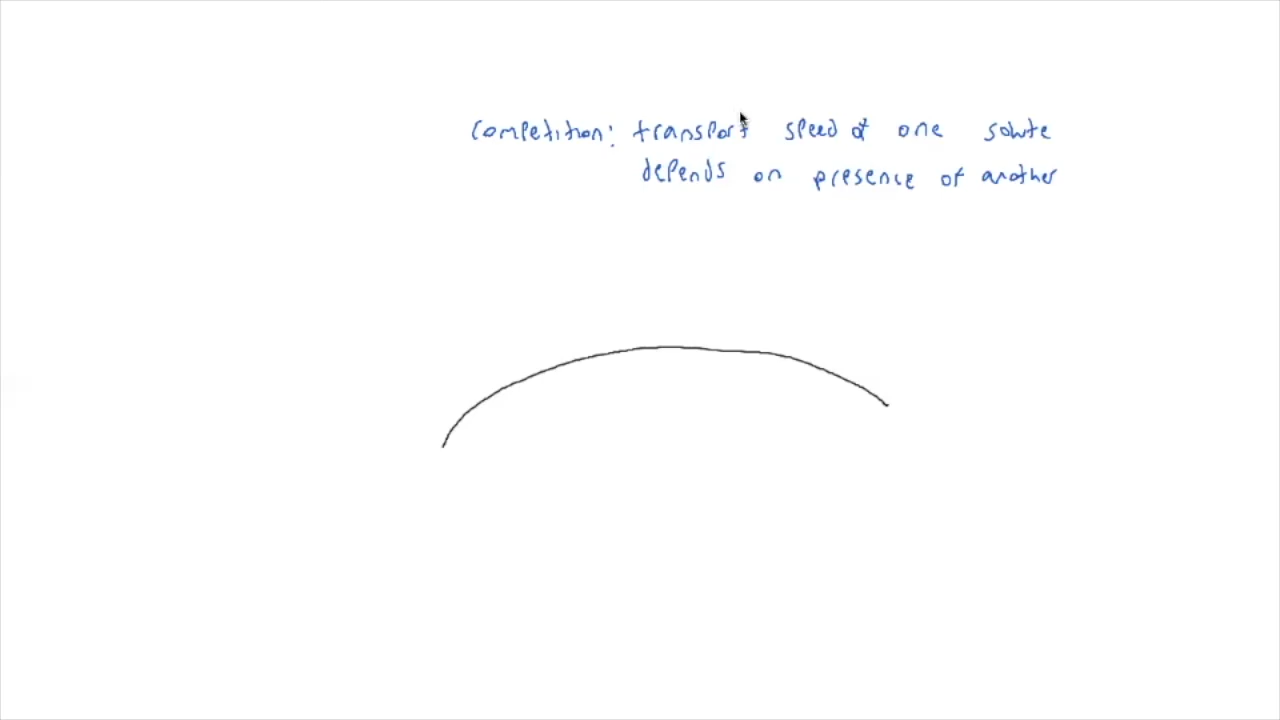 Competition: transport speed of one solute
depends on presence of another